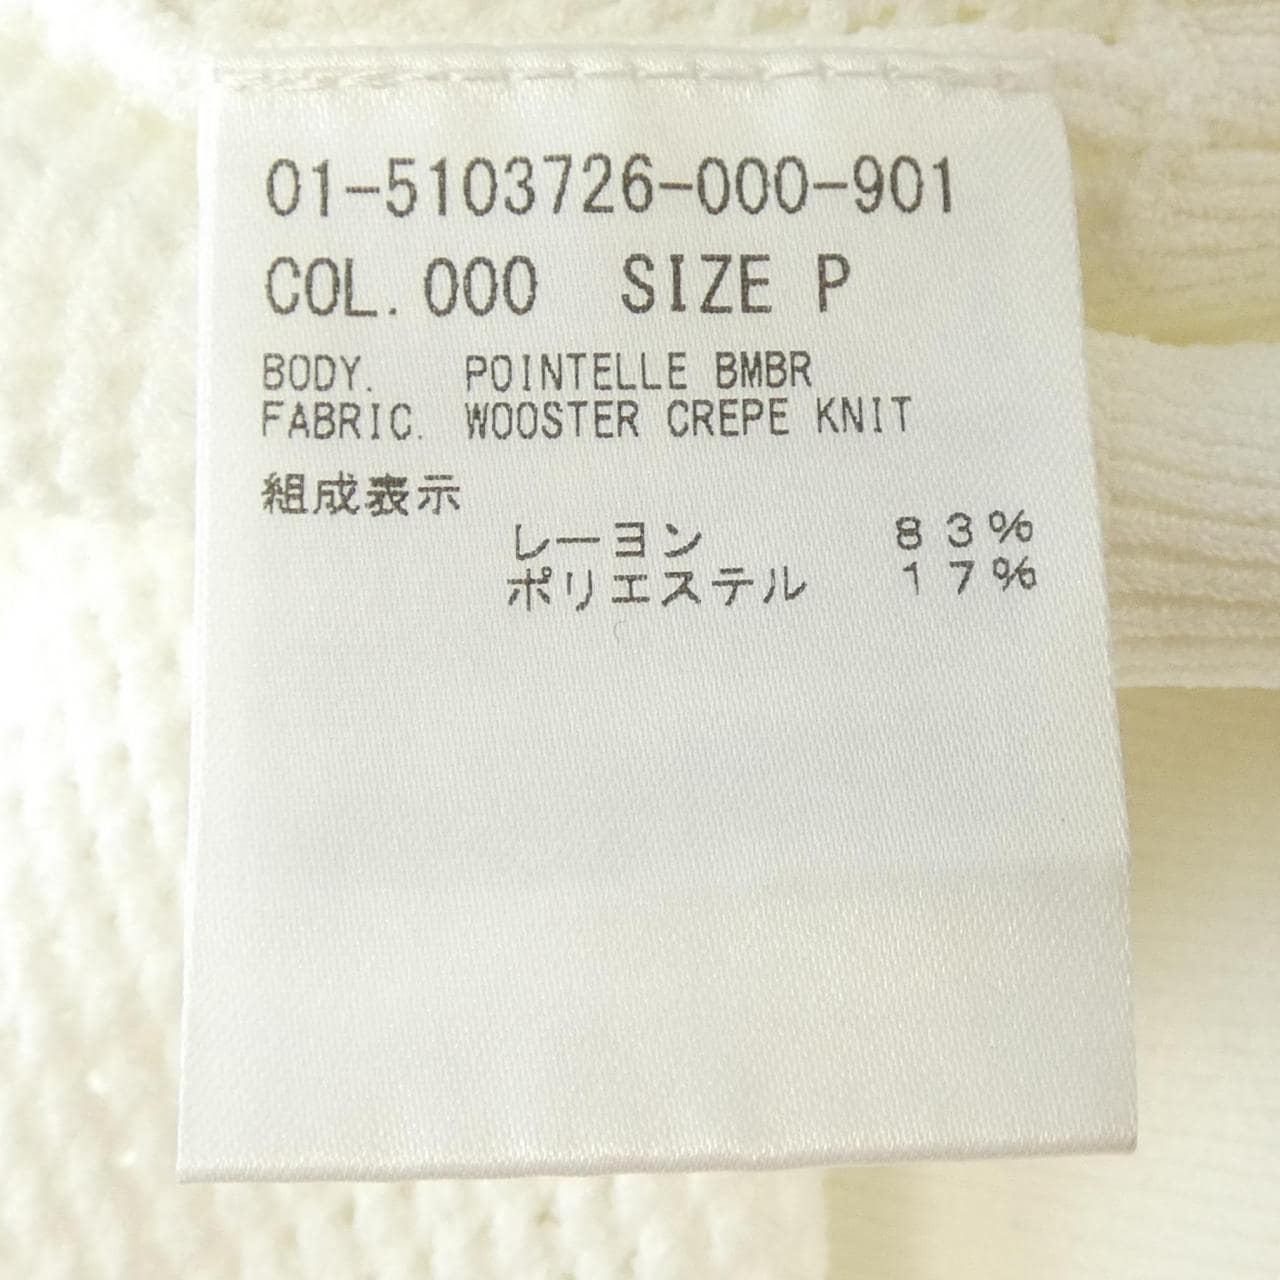 01-5103726-000-901
COL.000 SIZE P
BODY. POINTELLE BMBR
FABRIC. WOOSTER CREPE KNIT
組成表示
レーヨン 83%
ポリエステル 17%